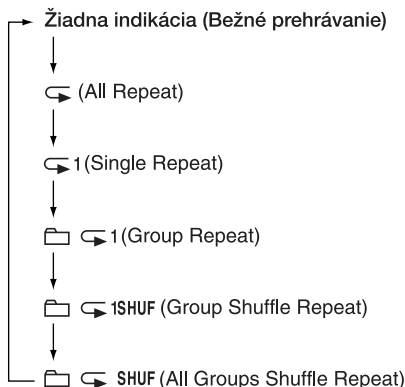 Žiadna indikácia (Bežné prehrávanie)
(All Repeat)
1 (Single Repeat)
1 (Group Repeat)
1SHUF (Group Shuffle Repeat)
SHUF (All Groups Shuffle Repeat)